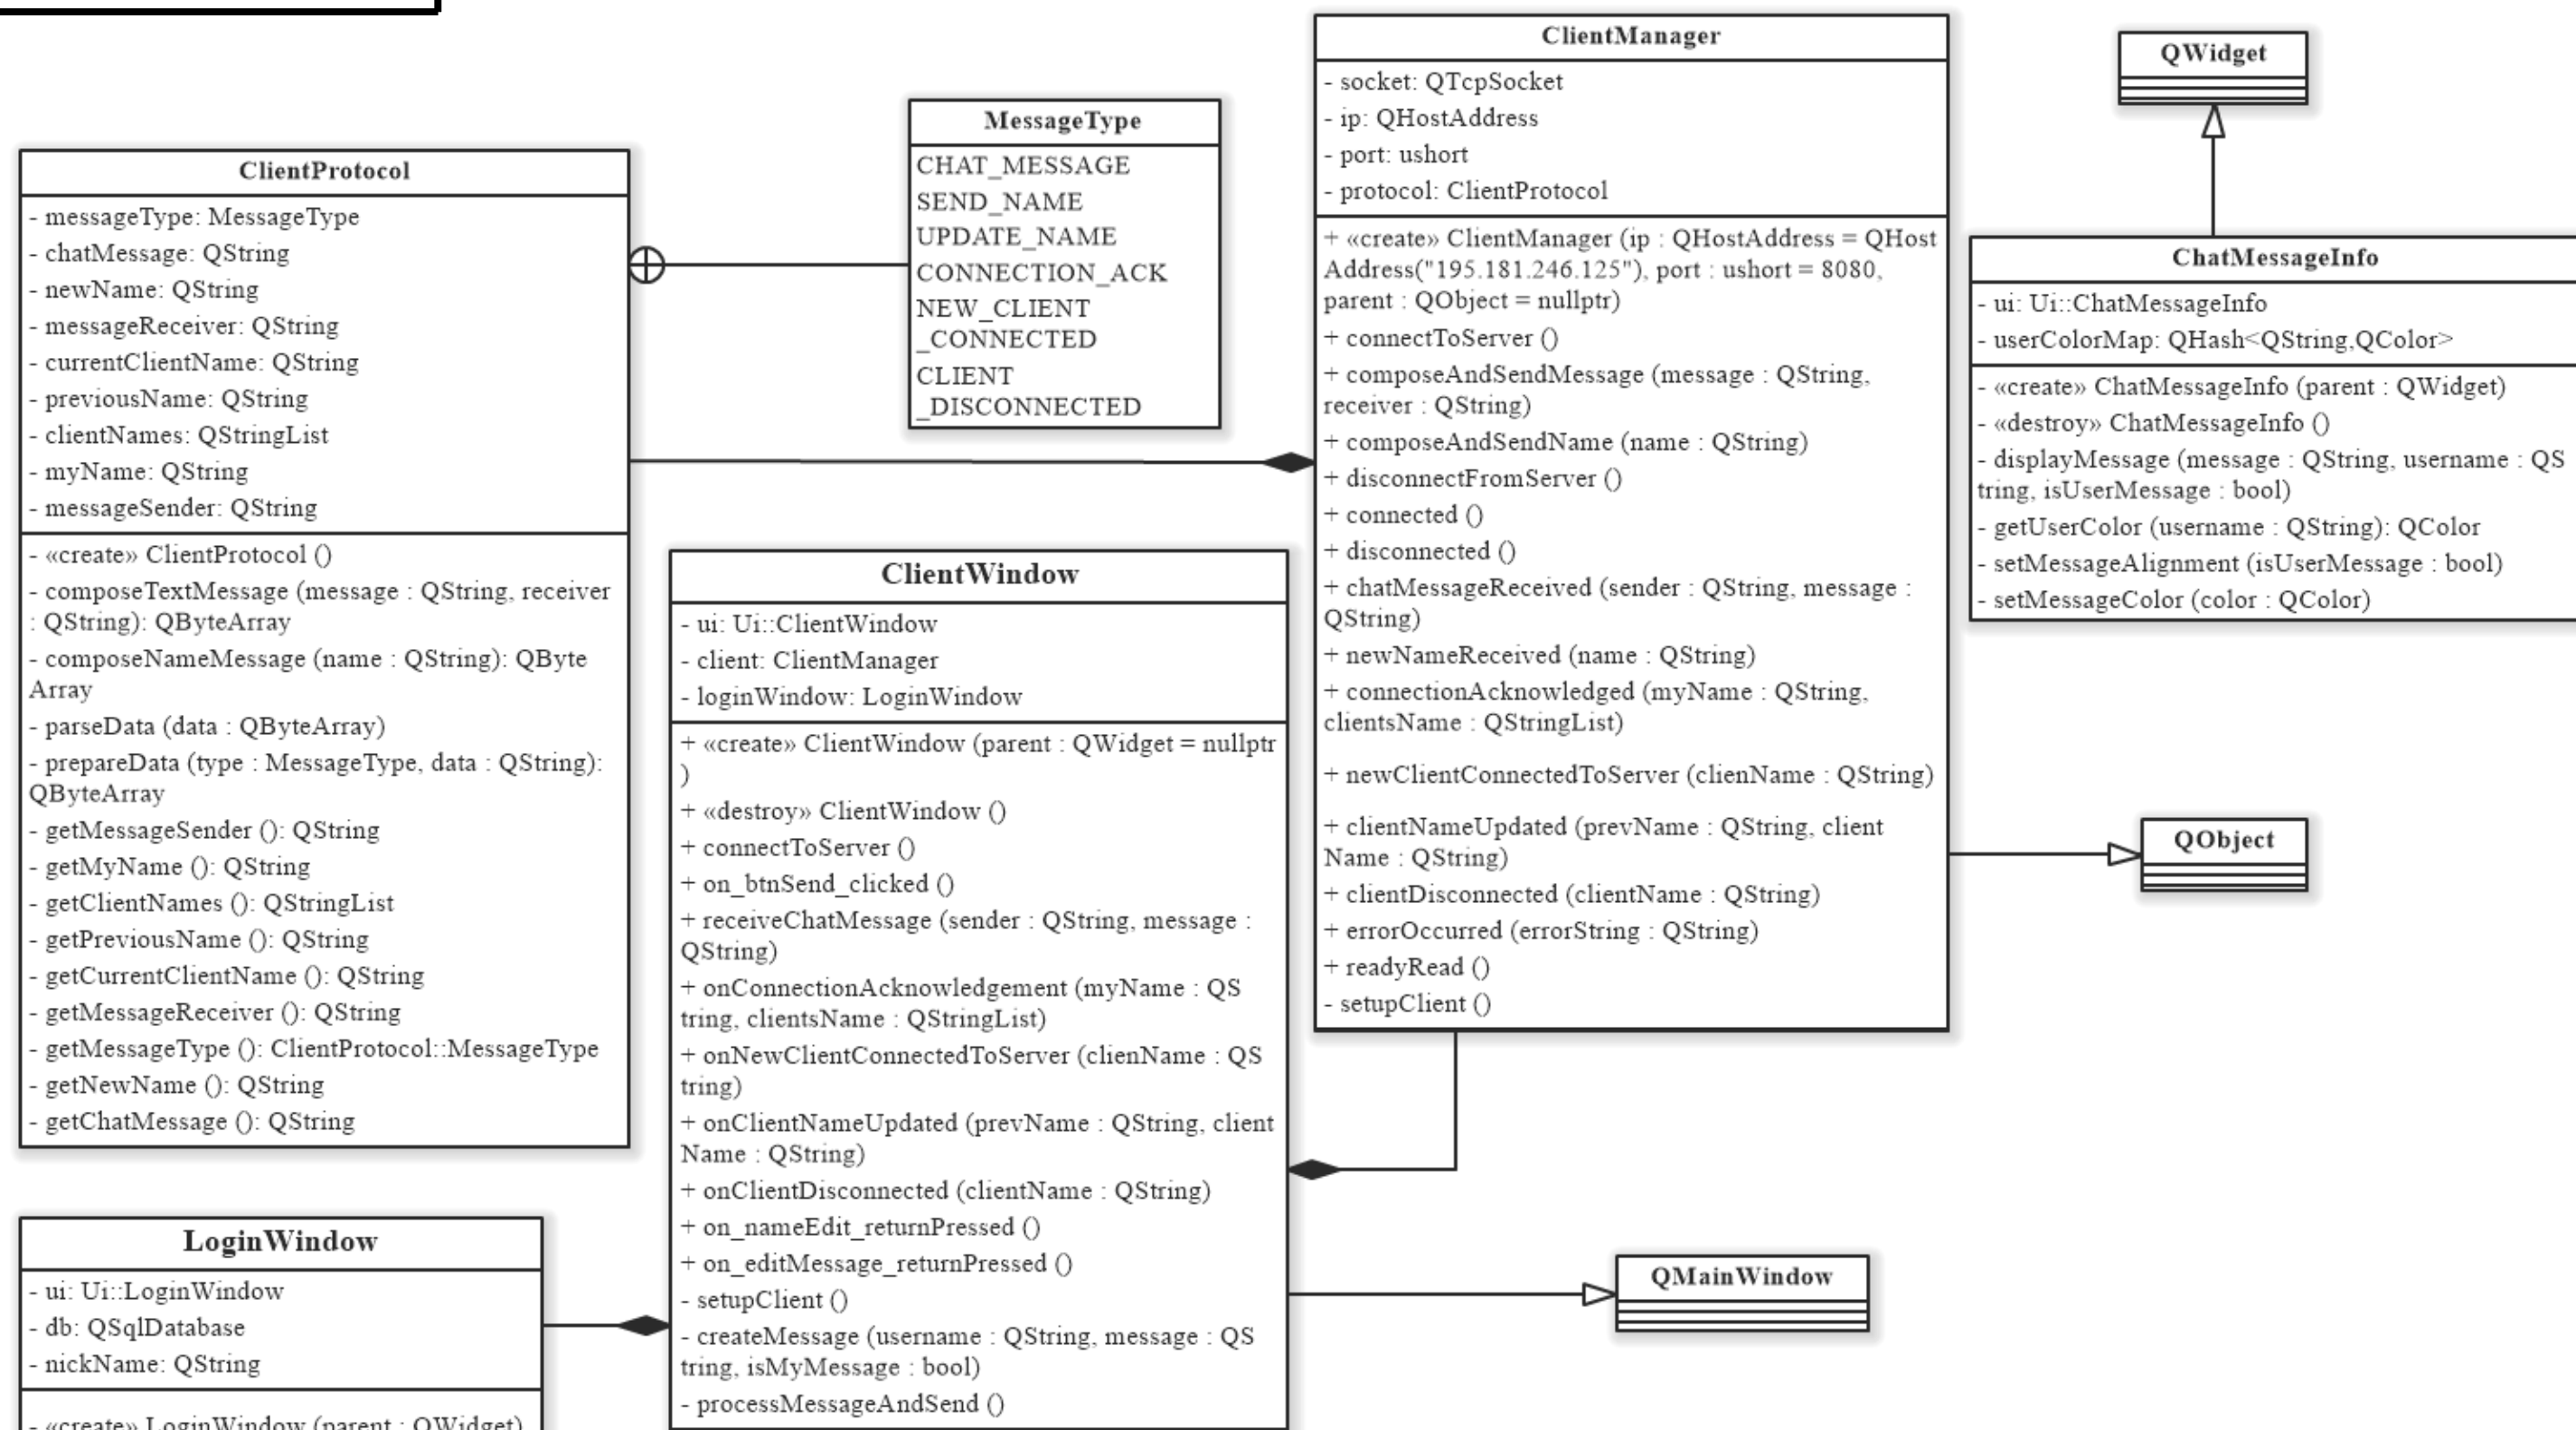 ClientProtocol
- messageType: MessageType
- chatMessage: QString
- newName: QString
- messageReceiver: QString
- currentClientName: QString
- previousName: QString
- clientNames: QStringList
- myName: QString
- messageSender: QString
- «create» ClientProtocol ()
- composeTextMessage (message : QString, receiver
: QString): QByteArray
- composeNameMessage (name : QString): QByte
Array
- parseData (data : QByteArray)
- prepareData (type : MessageType, data : QString):
QByteArray
- getMessageSender (): QString
- getMyName (): QString
- getClientNames (): QStringList
- getPreviousName (): QString
- getCurrentClientName (): QString
- getMessageReceiver (): QString
- getMessageType (): ClientProtocol::MessageType
- getNewName (): QString
- getChatMessage (): QString
MessageType
CHAT_MESSAGE
SEND_NAME
UPDATE_NAME
CONNECTION_ACK
NEW_CLIENT
_CONNECTED
CLIENT
_DISCONNECTED
ClientManager
- socket: QTcpSocket
- ip: QHostAddress
- port: ushort
- protocol: ClientProtocol
+ «create» ClientManager (ip : QHostAddress = QHost
Address("195.181.246.125"), port : ushort = 8080,
parent : QObject = nullptr)
+ connectToServer ()
+ composeAndSendMessage (message : QString,
receiver : QString)
+ composeAndSendName (name : QString)
+ disconnectFromServer ()
+ connected ()
+ disconnected ()
+ chatMessageReceived (sender : QString, message :
QString)
+ newNameReceived (name : QString)
+ connectionAcknowledged (myName : QString,
clientsName : QStringList)
+ newClientConnectedToServer (clienName : QString)
+ clientNameUpdated (prevName : QString, client
Name : QString)
+ clientDisconnected (clientName : QString)
+ errorOccurred (errorString : QString)
+ readyRead ()
- setupClient ()
QWidget
ChatMessageInfo
- ui: Ui::ChatMessageInfo
- userColorMap: QHash<QString,QColor>
- «create» ChatMessageInfo (parent : QWidget)
- «destroy» ChatMessageInfo ()
- displayMessage (message : QString, username : QS
tring, isUserMessage : bool)
- getUserColor (username : QString): QColor
- setMessageAlignment (isUserMessage : bool)
- setMessageColor (color : QColor)
QObject
ClientWindow
- ui: Ui::ClientWindow
- client: ClientManager
- loginWindow: LoginWindow
+ «create» ClientWindow (parent : QWidget = nullptr
)
+ «destroy» ClientWindow ()
+ connectToServer ()
+ on_btnSend_clicked ()
+ receiveChatMessage (sender : QString, message :
QString)
+ onConnectionAcknowledgement (myName : QS
tring, clientsName : QStringList)
+ onNewClientConnectedToServer (clienName : QS
tring)
+ onClientNameUpdated (prevName : QString, client
Name : QString)
+ onClientDisconnected (clientName : QString)
+ on_nameEdit_returnPressed ()
+ on_editMessage_returnPressed ()
- setupClient ()
- createMessage (username : QString, message : QS
tring, isMyMessage : bool)
- processMessageAndSend ()
QMainWindow
LoginWindow
- ui: Ui::LoginWindow
- db: QSqlDatabase
- nickName: QString
- «create» LoginWindow (parent : QWidget)